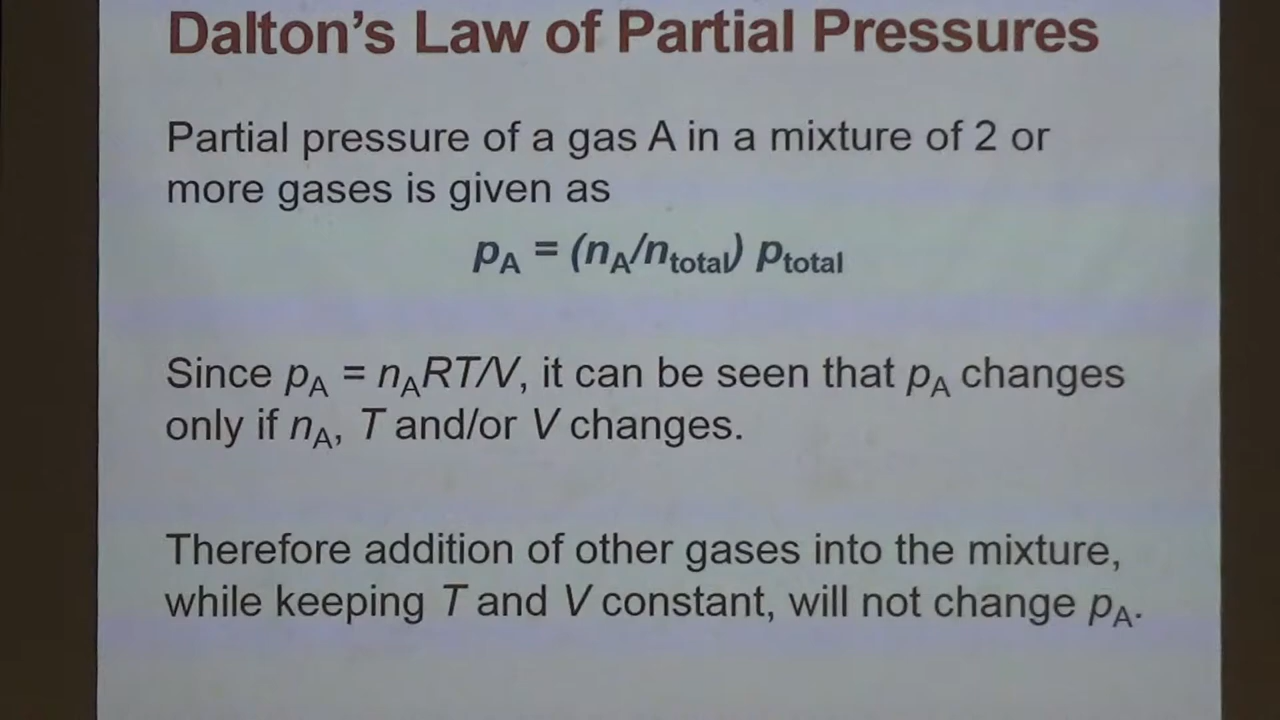 Dalton's Law of Partial Pressures
Partial pressure of a gas A in a mixture of 2 or
more gases is given as
pA = (nA/ntotal) ptotal
Since pA = nART/V, it can be seen that pA changes
only if nA, T and/or V changes.
Therefore addition of other gases into the mixture,
while keeping T and V constant, will not change pA.